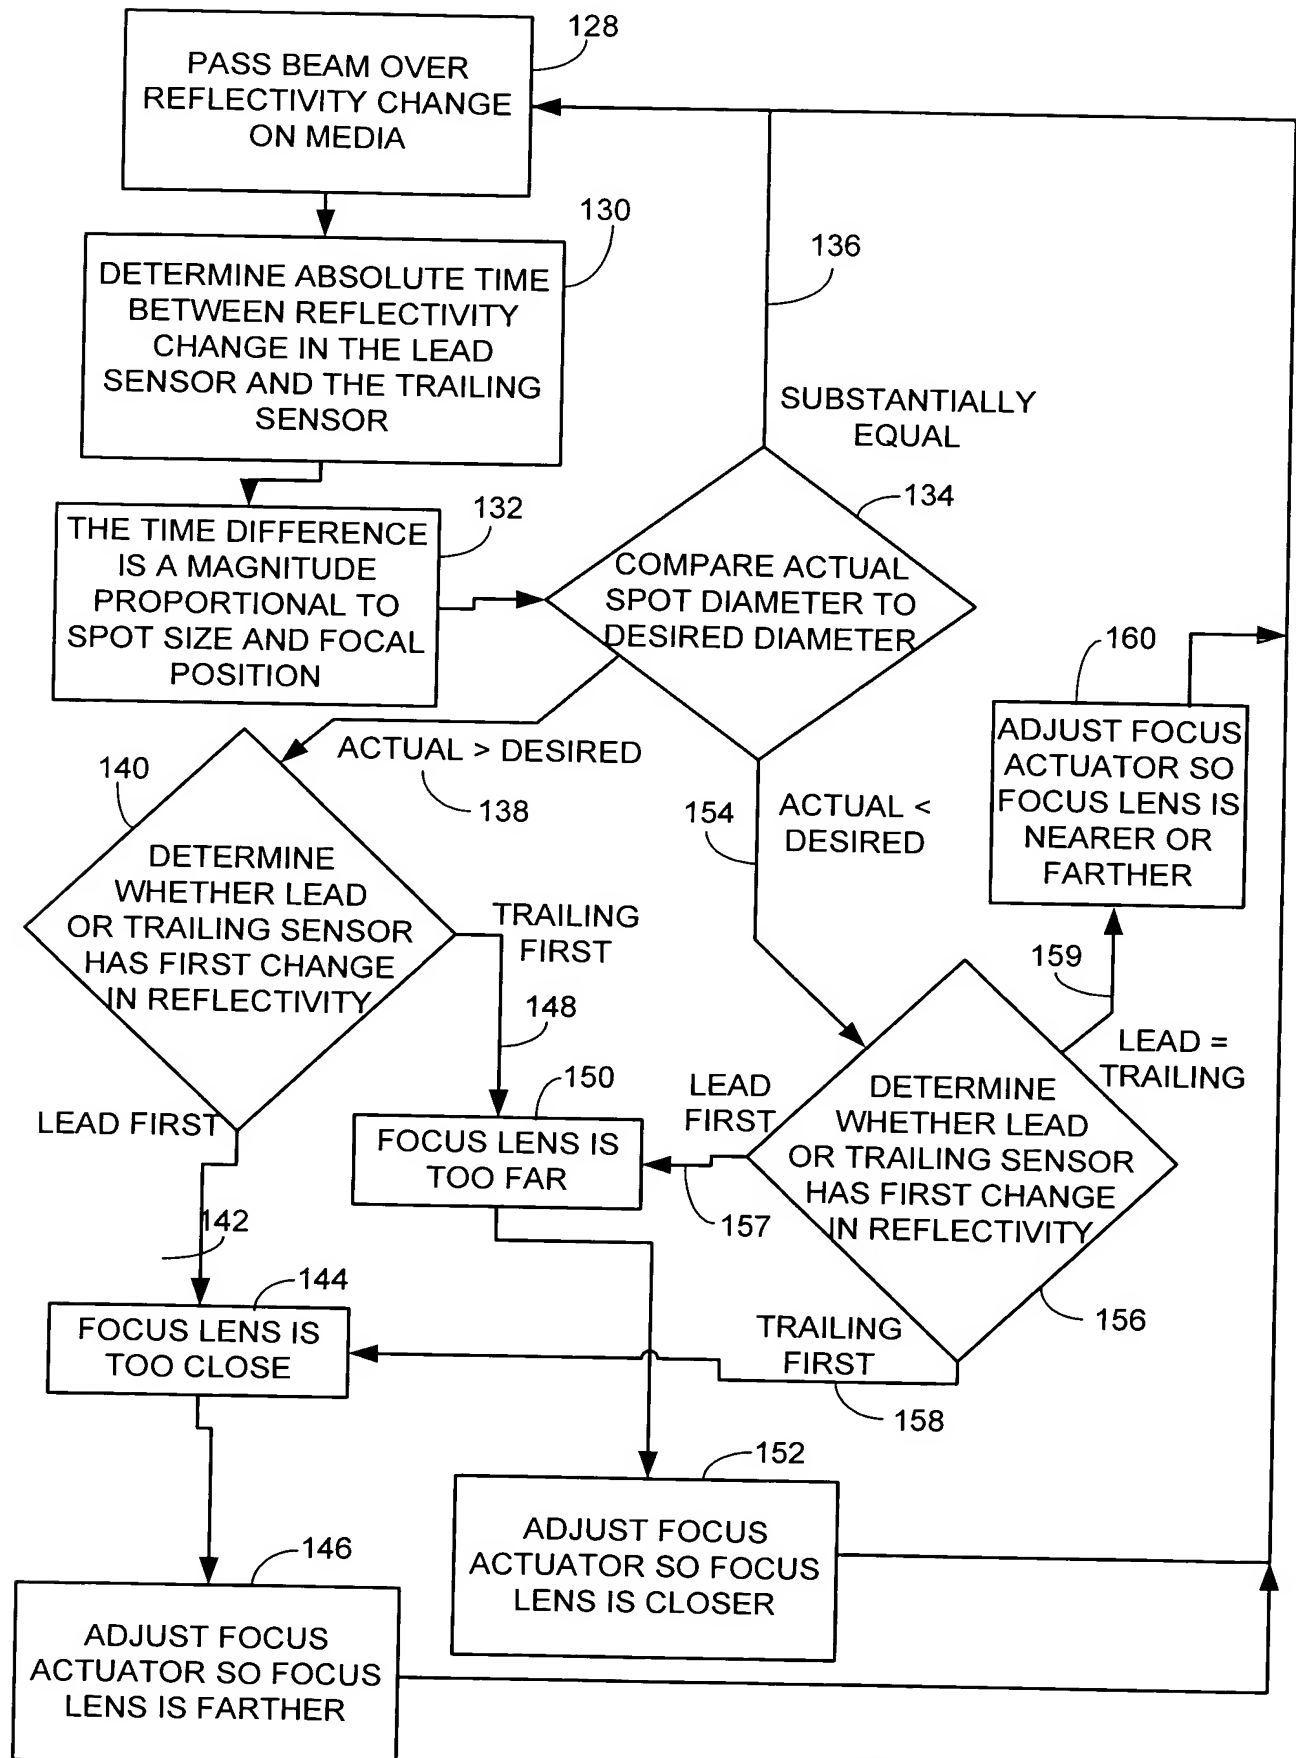 128
PASS BEAM OVER
REFLECTIVITY CHANGE
ON MEDIA
130
DETERMINE ABSOLUTE TIME
BETWEEN REFLECTIVITY
CHANGE IN THE LEAD
SENSOR AND THE TRAILING
SENSOR
136
SUBSTANTIALLY
EQUAL
132
THE TIME DIFFERENCE
IS A MAGNITUDE
PROPORTIONAL TO
SPOT SIZE AND FOCAL
POSITION
134
COMPARE ACTUAL
SPOT DIAMETER TO
DESIRED DIAMETER
160
ADJUST FOCUS
ACTUATOR SO
FOCUS LENS IS
NEARER OR
FARTHER
ACTUAL > DESIRED
138
140
DETERMINE
WHETHER LEAD
OR TRAILING SENSOR
HAS FIRST CHANGE
IN REFLECTIVITY
154
ACTUAL <
DESIRED
TRAILING
FIRST
148
159
LEAD =
TRAILING
LEAD FIRST
150
FOCUS LENS IS
TOO FAR
LEAD
FIRST
157
DETERMINE
WHETHER LEAD
OR TRAILING SENSOR
HAS FIRST CHANGE
IN REFLECTIVITY
156
142
144
FOCUS LENS IS
TOO CLOSE
TRAILING
FIRST
158
152
ADJUST FOCUS
ACTUATOR SO FOCUS
LENS IS CLOSER
146
ADJUST FOCUS
ACTUATOR SO FOCUS
LENS IS FARTHER